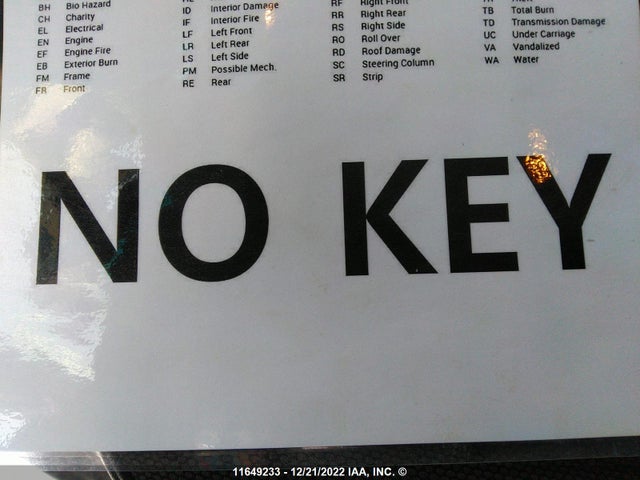 BH Bio Hazard
CH Charity
EL Electrical
EN Engine
EF Engine Fire
EB Exterior Burn
FM Frame
FR Front
ID Interior Damage
IF Interior Fire
LF Left Front
LR Left Rear
LS Left Side
PM Possible Mech.
RE Rear
RF Right Front
RR Right Rear
RS Right Side
RO Roll Over
RD Roof Damage
SC Steering Column
SR Strip
TB Total Burn
TD Transmission Damage
UC Under Carriage
VA Vandalized
WA Water
NO KEY
11649233 - 12/21/2022 IAA, INC. ©